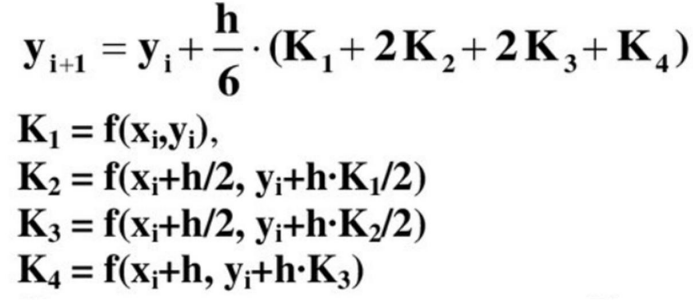 yᵢ₊₁ = yᵢ + h/6 · (K₁ + 2K₂ + 2K₃ + K₄)
K₁ = f(xᵢ,yᵢ),
K₂ = f(xᵢ+h/2, yᵢ+h·K₁/2)
K₃ = f(xᵢ+h/2, yᵢ+h·K₂/2)
K₄ = f(xᵢ+h, yᵢ+h·K₃)